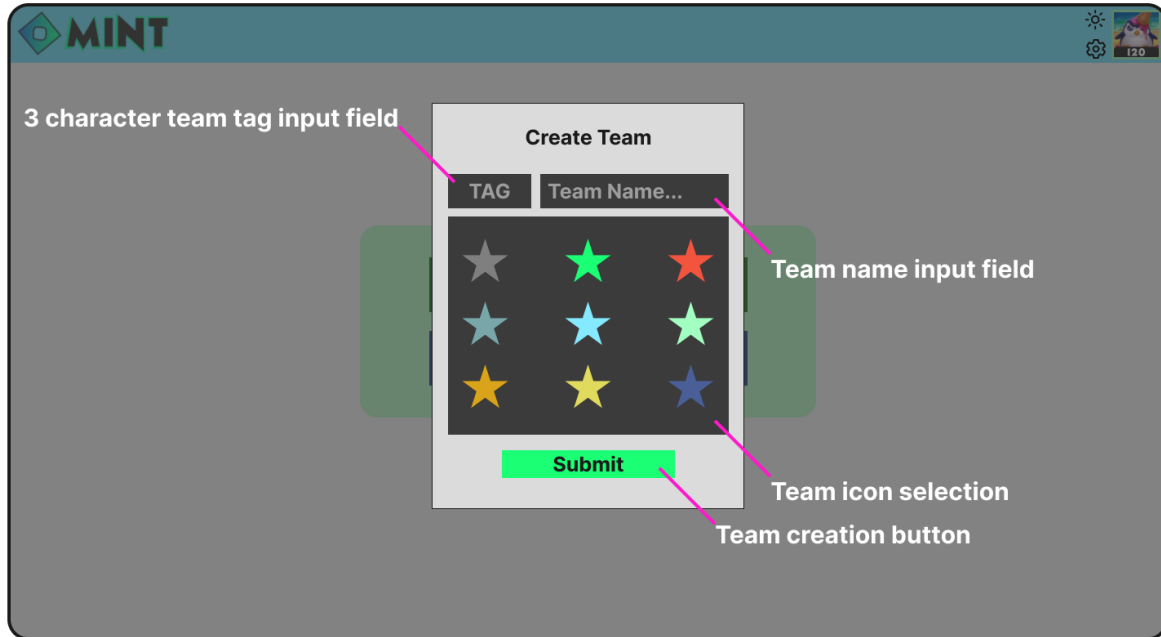 MINT
120
3 character team tag input field
Create Team
TAG
Team Name...
Team name input field
Submit
Team icon selection
Team creation button